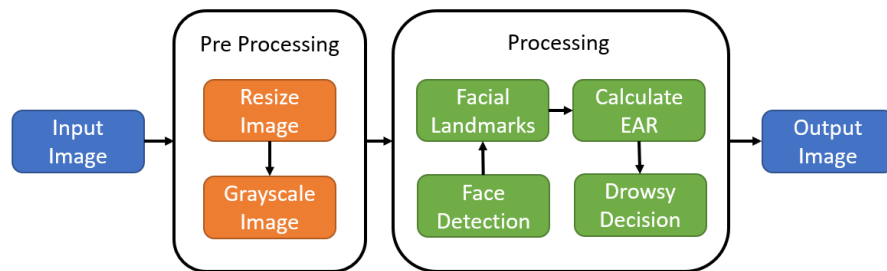 Pre Processing
Processing
Input
Image
Resize
Image
Grayscale
Image
Facial
Landmarks
Calculate
EAR
Face
Detection
Drowsy
Decision
Output
Image